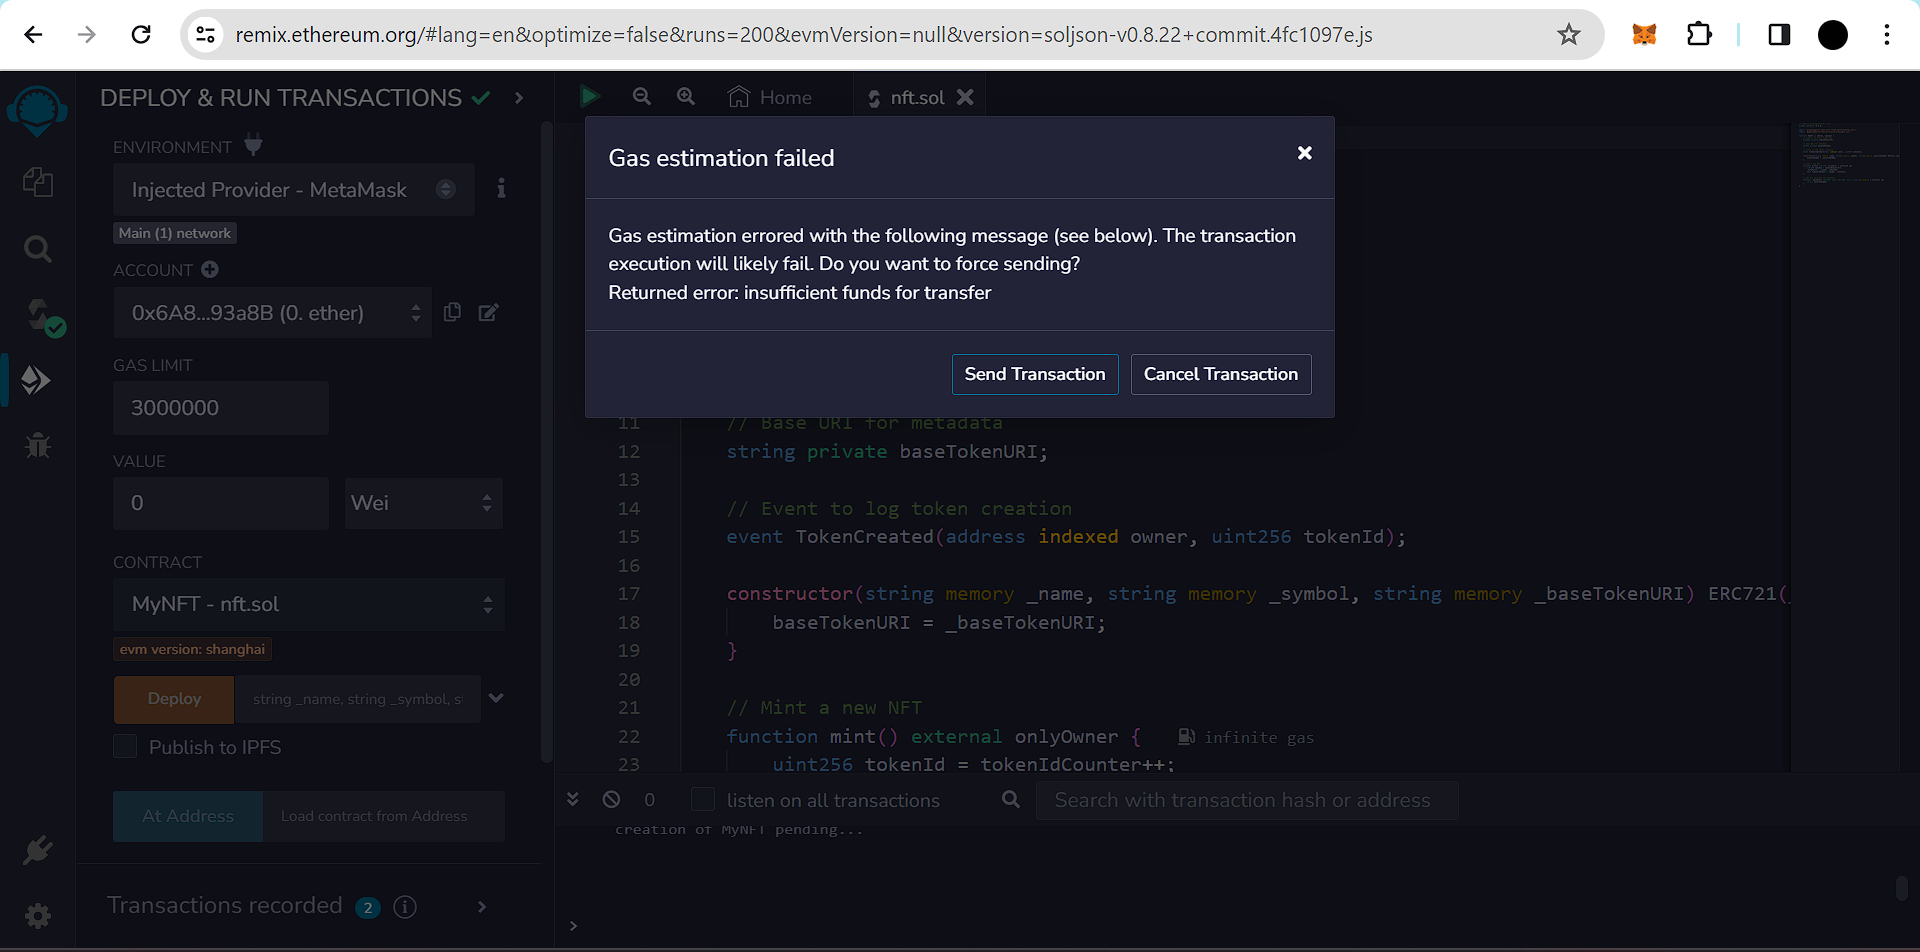 remix.ethereum.org/#lang=en&optimize=false&runs=200&evmVersion=null&version=soljson-v0.8.22+commit.4fc1097e.js
DEPLOY & RUN TRANSACTIONS
ENVIRONMENT
Injected Provider - MetaMask
Main (1) network
ACCOUNT
0x6A8...93a8B (0. ether)
GAS LIMIT
3000000
VALUE
0
Wei
CONTRACT
MyNFT - nft.sol
evm version: shanghai
Deploy
string _name, string _symbol, s
Publish to IPFS
At Address
Load contract from Address
Transactions recorded 2
Home
nft.sol
Gas estimation failed
Gas estimation errored with the following message (see below). The transaction
execution will likely fail. Do you want to force sending?
Returned error: insufficient funds for transfer
Send Transaction
Cancel Transaction
11 // Base URI for metadata
12 string private baseTokenURI;
13
14 // Event to log token creation
15 event TokenCreated(address indexed owner, uint256 tokenId);
16
17 constructor(string memory _name, string memory _symbol, string memory _baseTokenURI) ERC721(_
18 baseTokenURI = _baseTokenURI;
19 }
20
21 // Mint a new NFT
22 function mint() external onlyOwner { infinite gas
23 uint256 tokenId = tokenIdCounter++;
0
listen on all transactions
Search with transaction hash or address
creation of MyNFT pending...
>